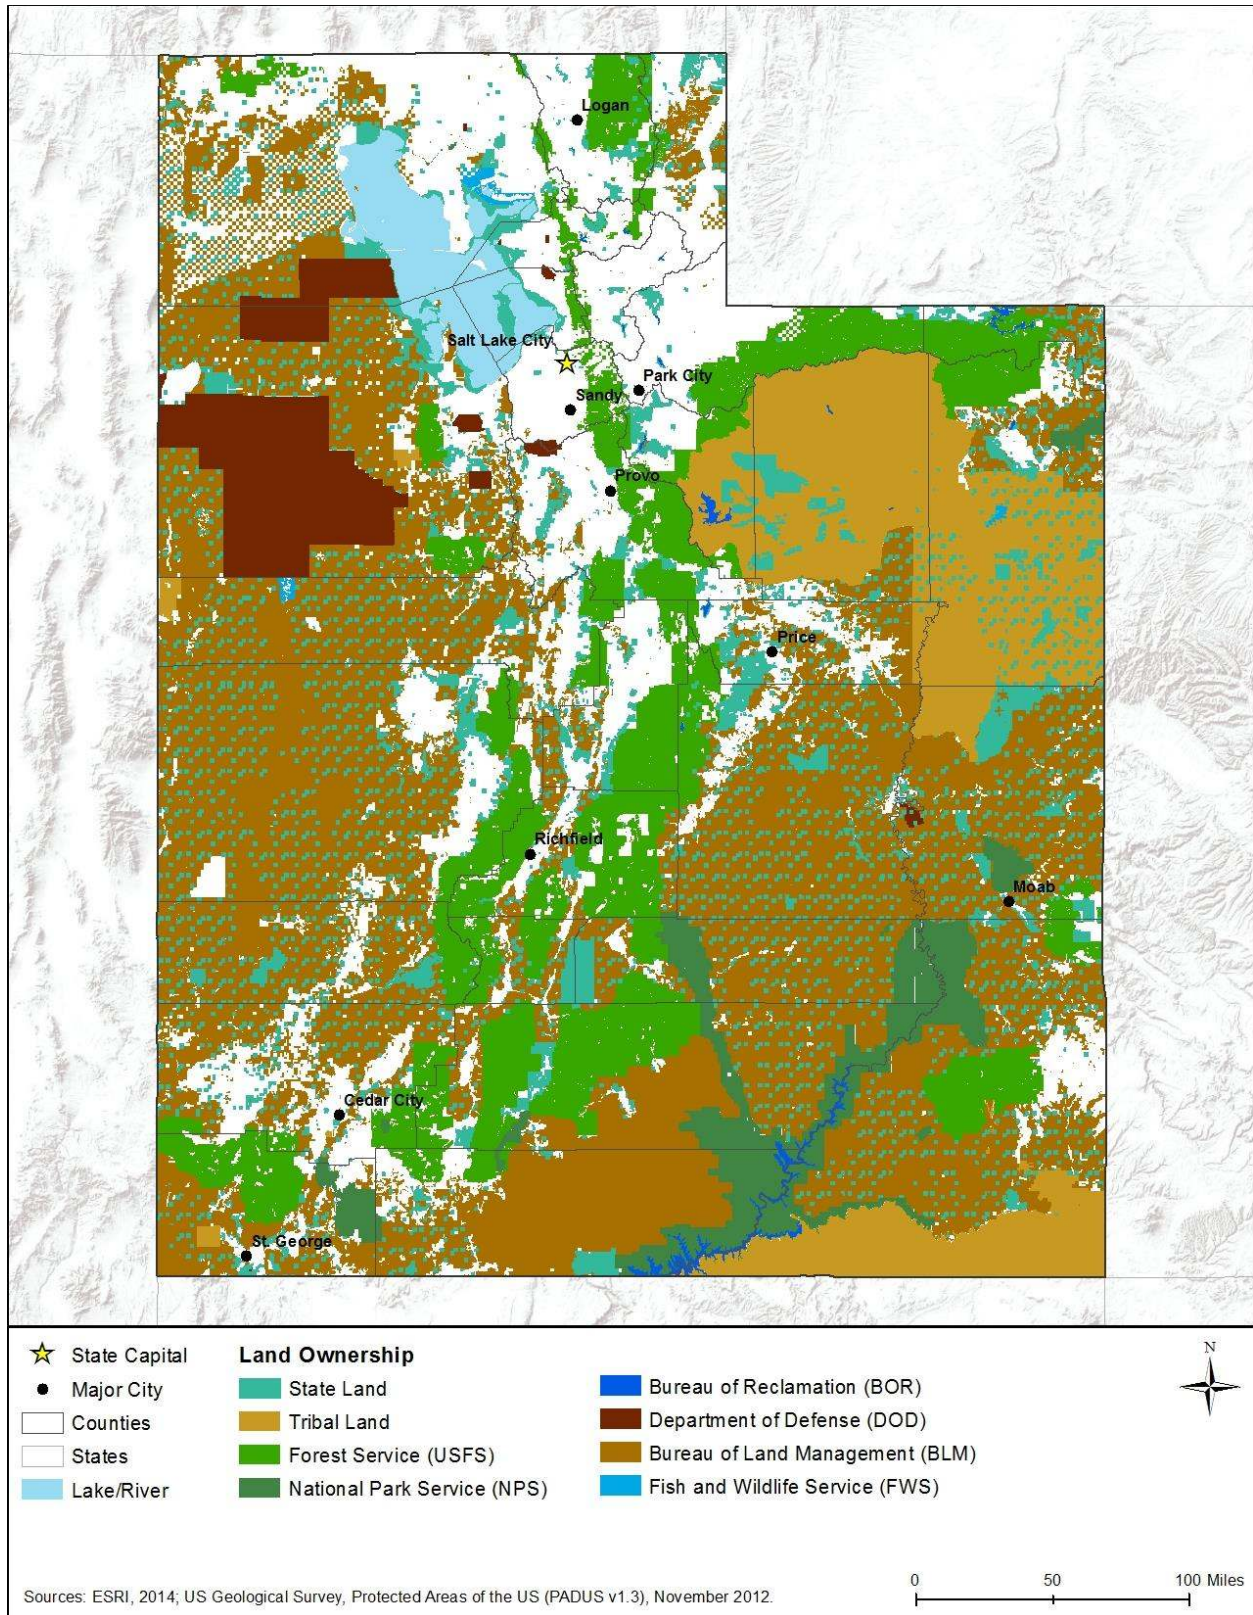 Logan
Salt Lake City
Park City
Sandy
Provo
Price
Richfield
Moab
Cedar City
St. George
State Capital
Major City
Counties
States
Lake/River
Land Ownership
State Land
Tribal Land
Forest Service (USFS)
National Park Service (NPS)
Bureau of Reclamation (BOR)
Department of Defense (DOD)
Bureau of Land Management (BLM)
Fish and Wildlife Service (FWS)
N
0 50 100 Miles
Sources: ESRI, 2014; US Geological Survey, Protected Areas of the US (PADUS v1.3), November 2012.